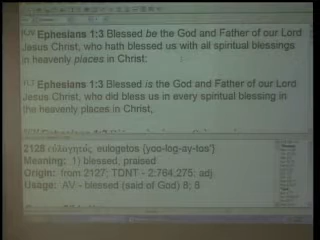 KJV Ephesians 1:3 Blessed be the God and Father of our Lord
Jesus Christ, who hath blessed us with all spiritual blessings
in heavenly places in Christ:
Ephesians 1:3 Blessed is the God and Father of our Lord
Jesus Christ, who did bless us in every spiritual blessing in
the heavenly places in Christ,
2128 εὐλογητός eulogetos {yoo-log-ay-tos'}
Meaning: 1) blessed, praised
Origin: from 2127; TDNT - 2:764,275; adj
Usage: AV - blessed (said of God) 8; 8